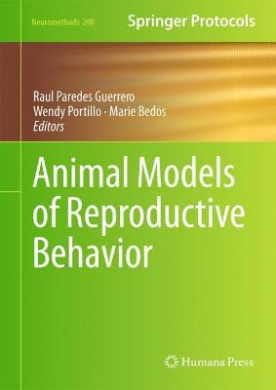 Neuromethods 200
Springer Protocols
Raul Paredes Guerrero
Wendy Portillo · Marie Bedos
Editors
Animal Models
of Reproductive
Behavior
Humana Press